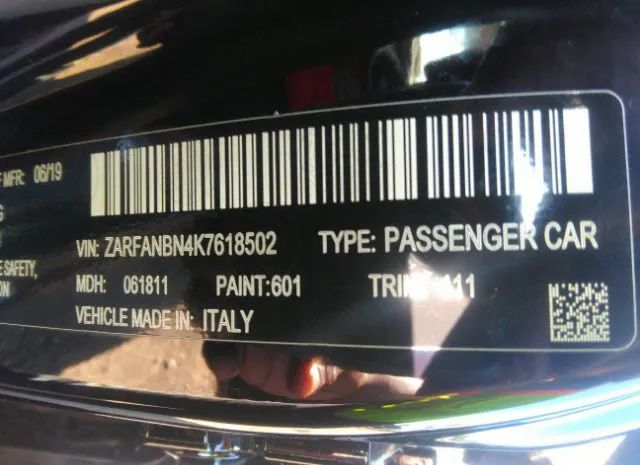 MFR: 06/19
VIN: ZARFANBN4K7618502 TYPE: PASSENGER CAR
E SAFETY,
MDH: 061811 PAINT:601
VEHICLE MADE IN: ITALY